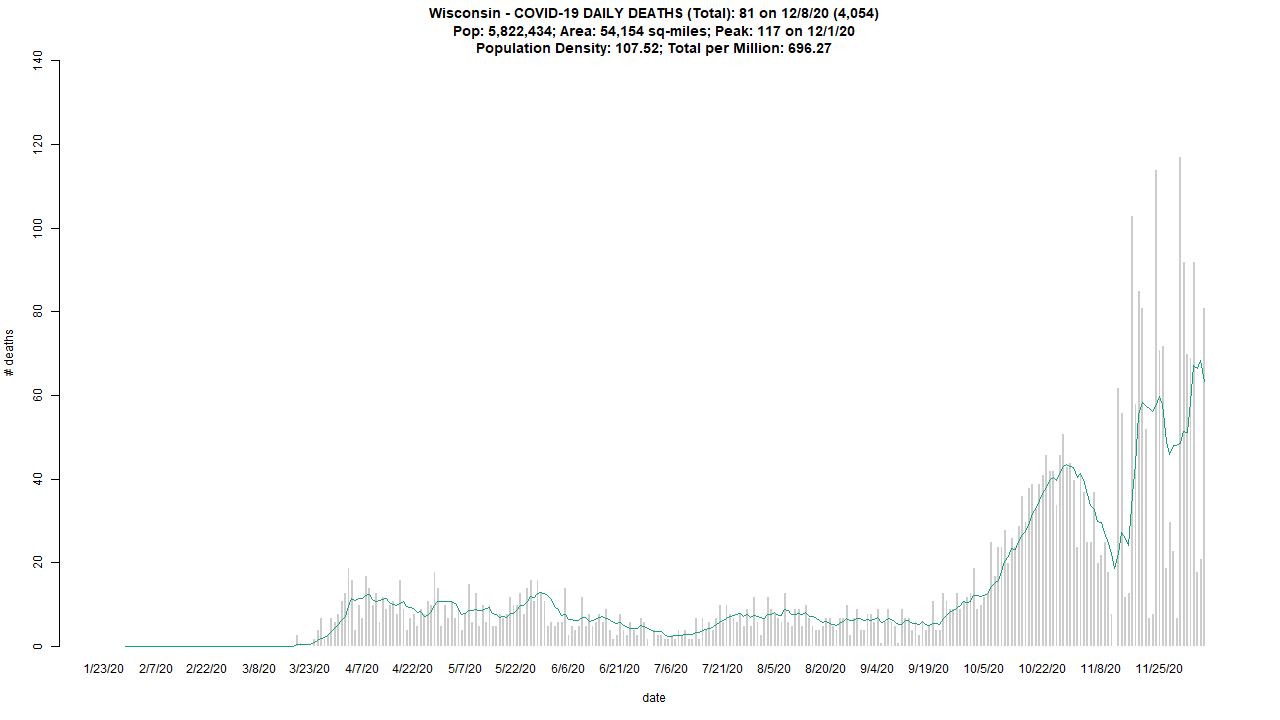 Wisconsin - COVID-19 DAILY DEATHS (Total): 81 on 12/8/20 (4,054)
Pop: 5,822,434; Area: 54,154 sq-miles; Peak: 117 on 12/1/20
Population Density: 107.52; Total per Million: 696.27
140
120
100
80
60
40
20
0
# deaths
1/23/20 2/7/20 2/22/20 3/8/20 3/23/20 4/7/20 4/22/20 5/7/20 5/22/20 6/6/20 6/21/20 7/6/20 7/21/20 8/5/20 8/20/20 9/4/20 9/19/20 10/5/20 10/22/20 11/8/20 11/25/20
date